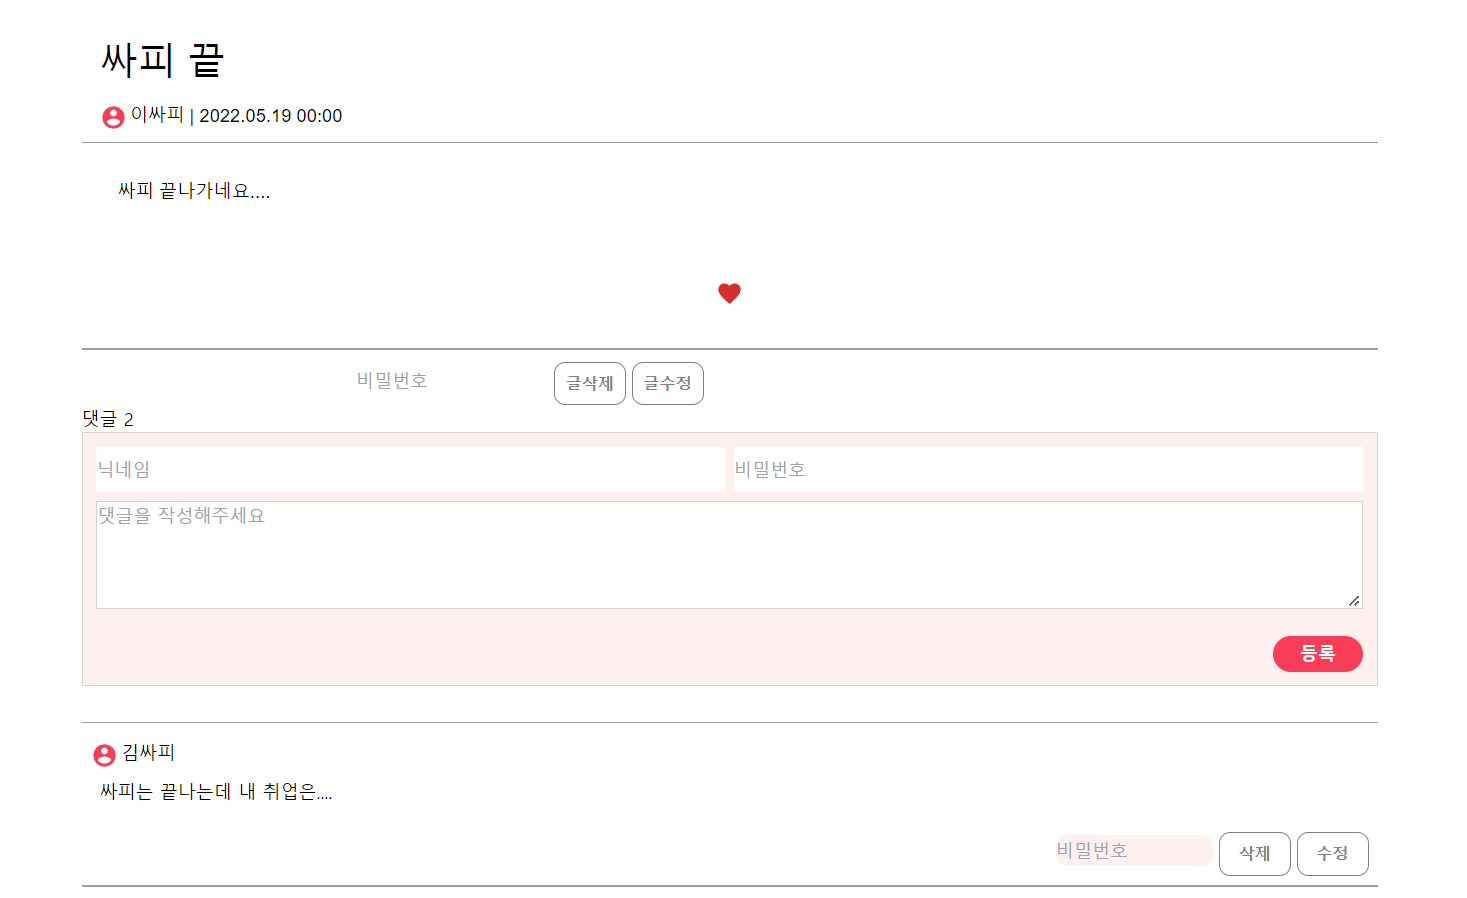 싸피 끝
이싸피 | 2022.05.19 00:00
싸피 끝나가네요....
비밀번호 글삭제 글수정
댓글 2
닉네임 비밀번호
댓글을 작성해주세요
등록
김싸피
싸피는 끝나는데 내 취업은....
비밀번호 삭제 수정